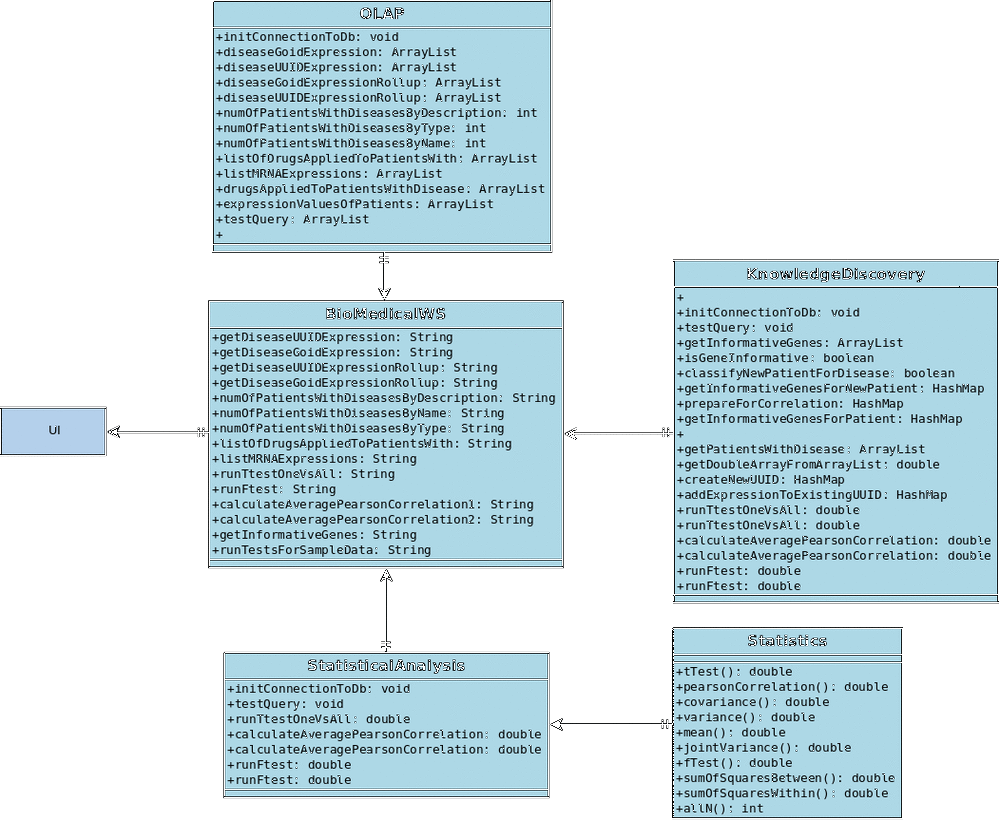 OLAP
+initConnectionToDb: void
+diseaseGoidExpression: ArrayList
+diseaseUUIDExpression: ArrayList
+diseaseGoidExpressionRollup: ArrayList
+diseaseUUIDExpressionRollup: ArrayList
+numOfPatientsWithDiseasesByDescription: int
+numOfPatientsWithDiseasesByType: int
+numOfPatientsWithDiseasesByName: int
+listOfDrugsAppliedToPatientsWith: ArrayList
+listMRNAExpressions: ArrayList
+drugsAppliedToPatientsWithDisease: ArrayList
+expressionValuesOfPatients: ArrayList
+testQuery: ArrayList
+
BioMedicalWS
+getDiseaseUUIDExpression: String
+getDiseaseGoidExpression: String
+getDiseaseUUIDExpressionRollup: String
+getDiseaseGoidExpressionRollup: String
+numOfPatientsWithDiseasesByDescription: String
+numOfPatientsWithDiseasesByName: String
+numOfPatientsWithDiseasesByType: String
+listOfDrugsAppliedToPatientsWith: String
+listMRNAExpressions: String
+runTtestOneVsAll: String
+runFtest: String
+calculateAveragePearsonCorrelation1: String
+calculateAveragePearsonCorrelation2: String
+getInformativeGenes: String
+runTestsForSampleData: String
UI
KnowledgeDiscovery
+
+initConnectionToDb: void
+testQuery: void
+getInformativeGenes: ArrayList
+isGeneInformative: boolean
+classifyNewPatientForDisease: boolean
+getInformativeGenesForNewPatient: HashMap
+prepareForCorrelation: HashMap
+getInformativeGenesForPatient: HashMap
+
+getPatientsWithDisease: ArrayList
+getDoubleArrayFromArrayList: double
+createNewUUID: HashMap
+addExpressionToExistingUUID: HashMap
+runTtestOneVsAll: double
+runTtestOneVsAll: double
+calculateAveragePearsonCorrelation: double
+calculateAveragePearsonCorrelation: double
+runFtest: double
+runFtest: double
StatisticalAnalysis
+initConnectionToDb: void
+testQuery: void
+runTtestOneVsAll: double
+calculateAveragePearsonCorrelation: double
+calculateAveragePearsonCorrelation: double
+runFtest: double
+runFtest: double
Statistics
+tTest(): double
+pearsonCorrelation(): double
+covariance(): double
+variance(): double
+mean(): double
+jointVariance(): double
+fTest(): double
+sumOfSquaresBetween(): double
+sumOfSquaresWithin(): double
+allN(): int